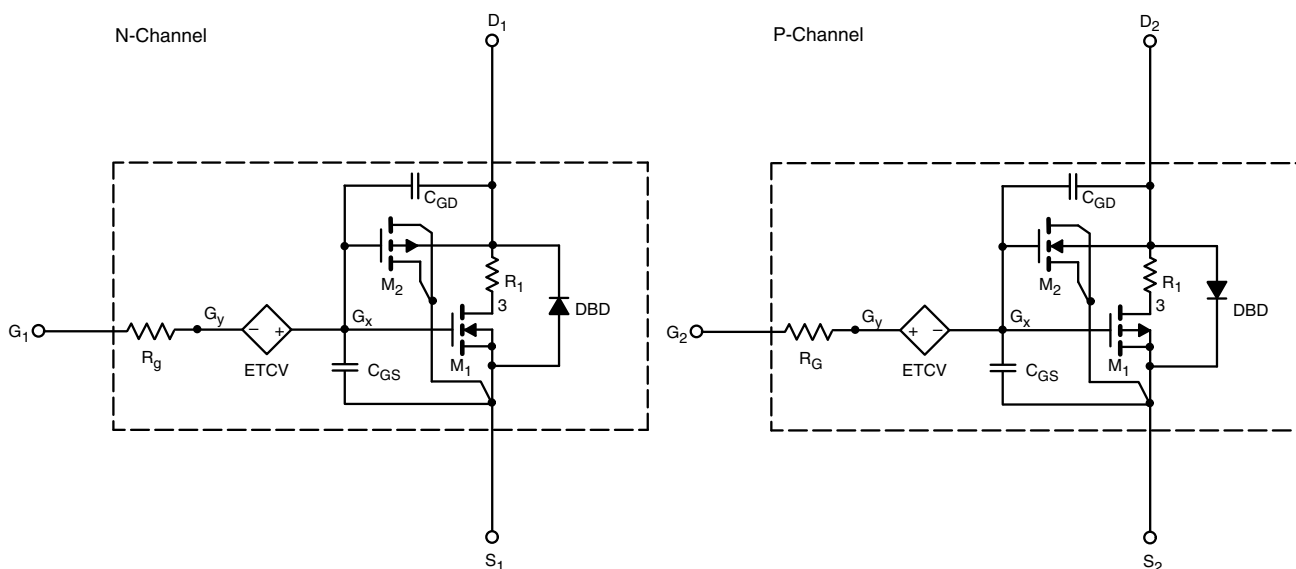 N-Channel
D1
CGD
M2
R1
3
DBD
G1
Rg
Gy
− +
ETCV
Gx
CGS
M1
S1
P-Channel
D2
CGD
M2
R1
3
DBD
G2
RG
Gy
+ −
ETCV
Gx
CGS
M1
S2